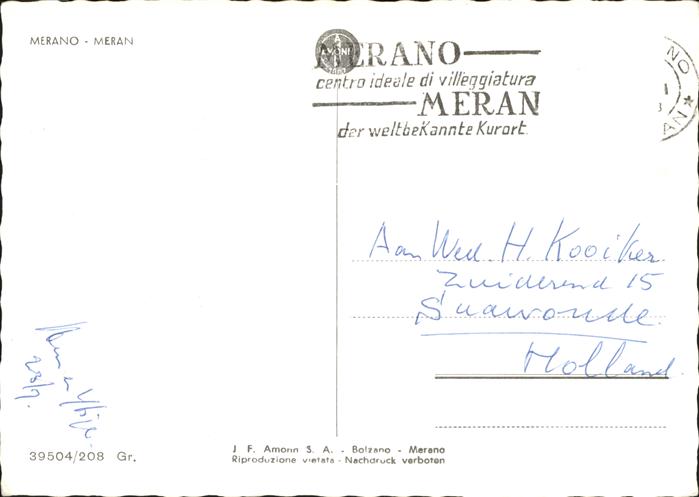 MERANO - MERAN
MERANO
centro ideale di villeggiatura
MERAN
der weltbekannte Kurort.
Aan Wed. H. Kooiker
Zuiderend 15
Suawoude.
Holland.
39504/208 Gr.
J. F. Amonn S. A. - Bolzano - Merano
Riproduzione vietata - Nachdruck verboten